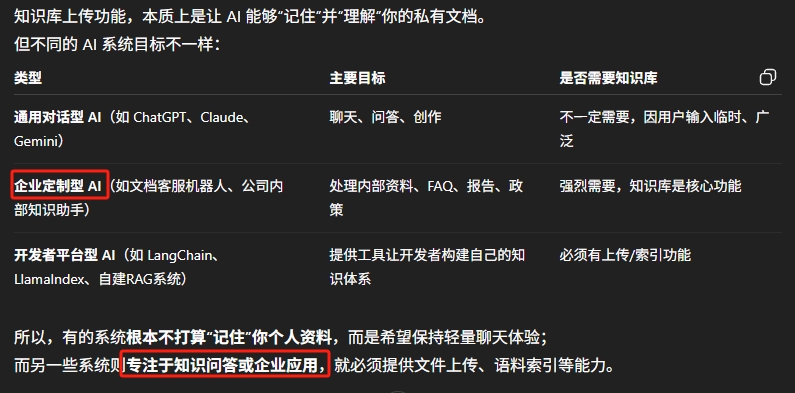 知识库上传功能，本质上是让 AI 能够“记住”并“理解”你的私有文档。
但不同的 AI 系统目标不一样：
类型 主要目标 是否需要知识库
通用对话型 AI（如 ChatGPT、Claude、 聊天、问答、创作 不一定需要，因用户输入临时、广
Gemini） 泛
企业定制型 AI（如文档客服机器人、公司内 处理内部资料、FAQ、报告、政 强烈需要，知识库是核心功能
部知识助手） 策
开发者平台型 AI（如 LangChain、 提供工具让开发者构建自己的知 必须有上传/索引功能
LlamaIndex、自建RAG系统） 识体系
所以，有的系统根本不打算“记住”你个人资料，而是希望保持轻量聊天体验；
而另一些系统则专注于知识问答或企业应用，就必须提供文件上传、语料索引等能力。